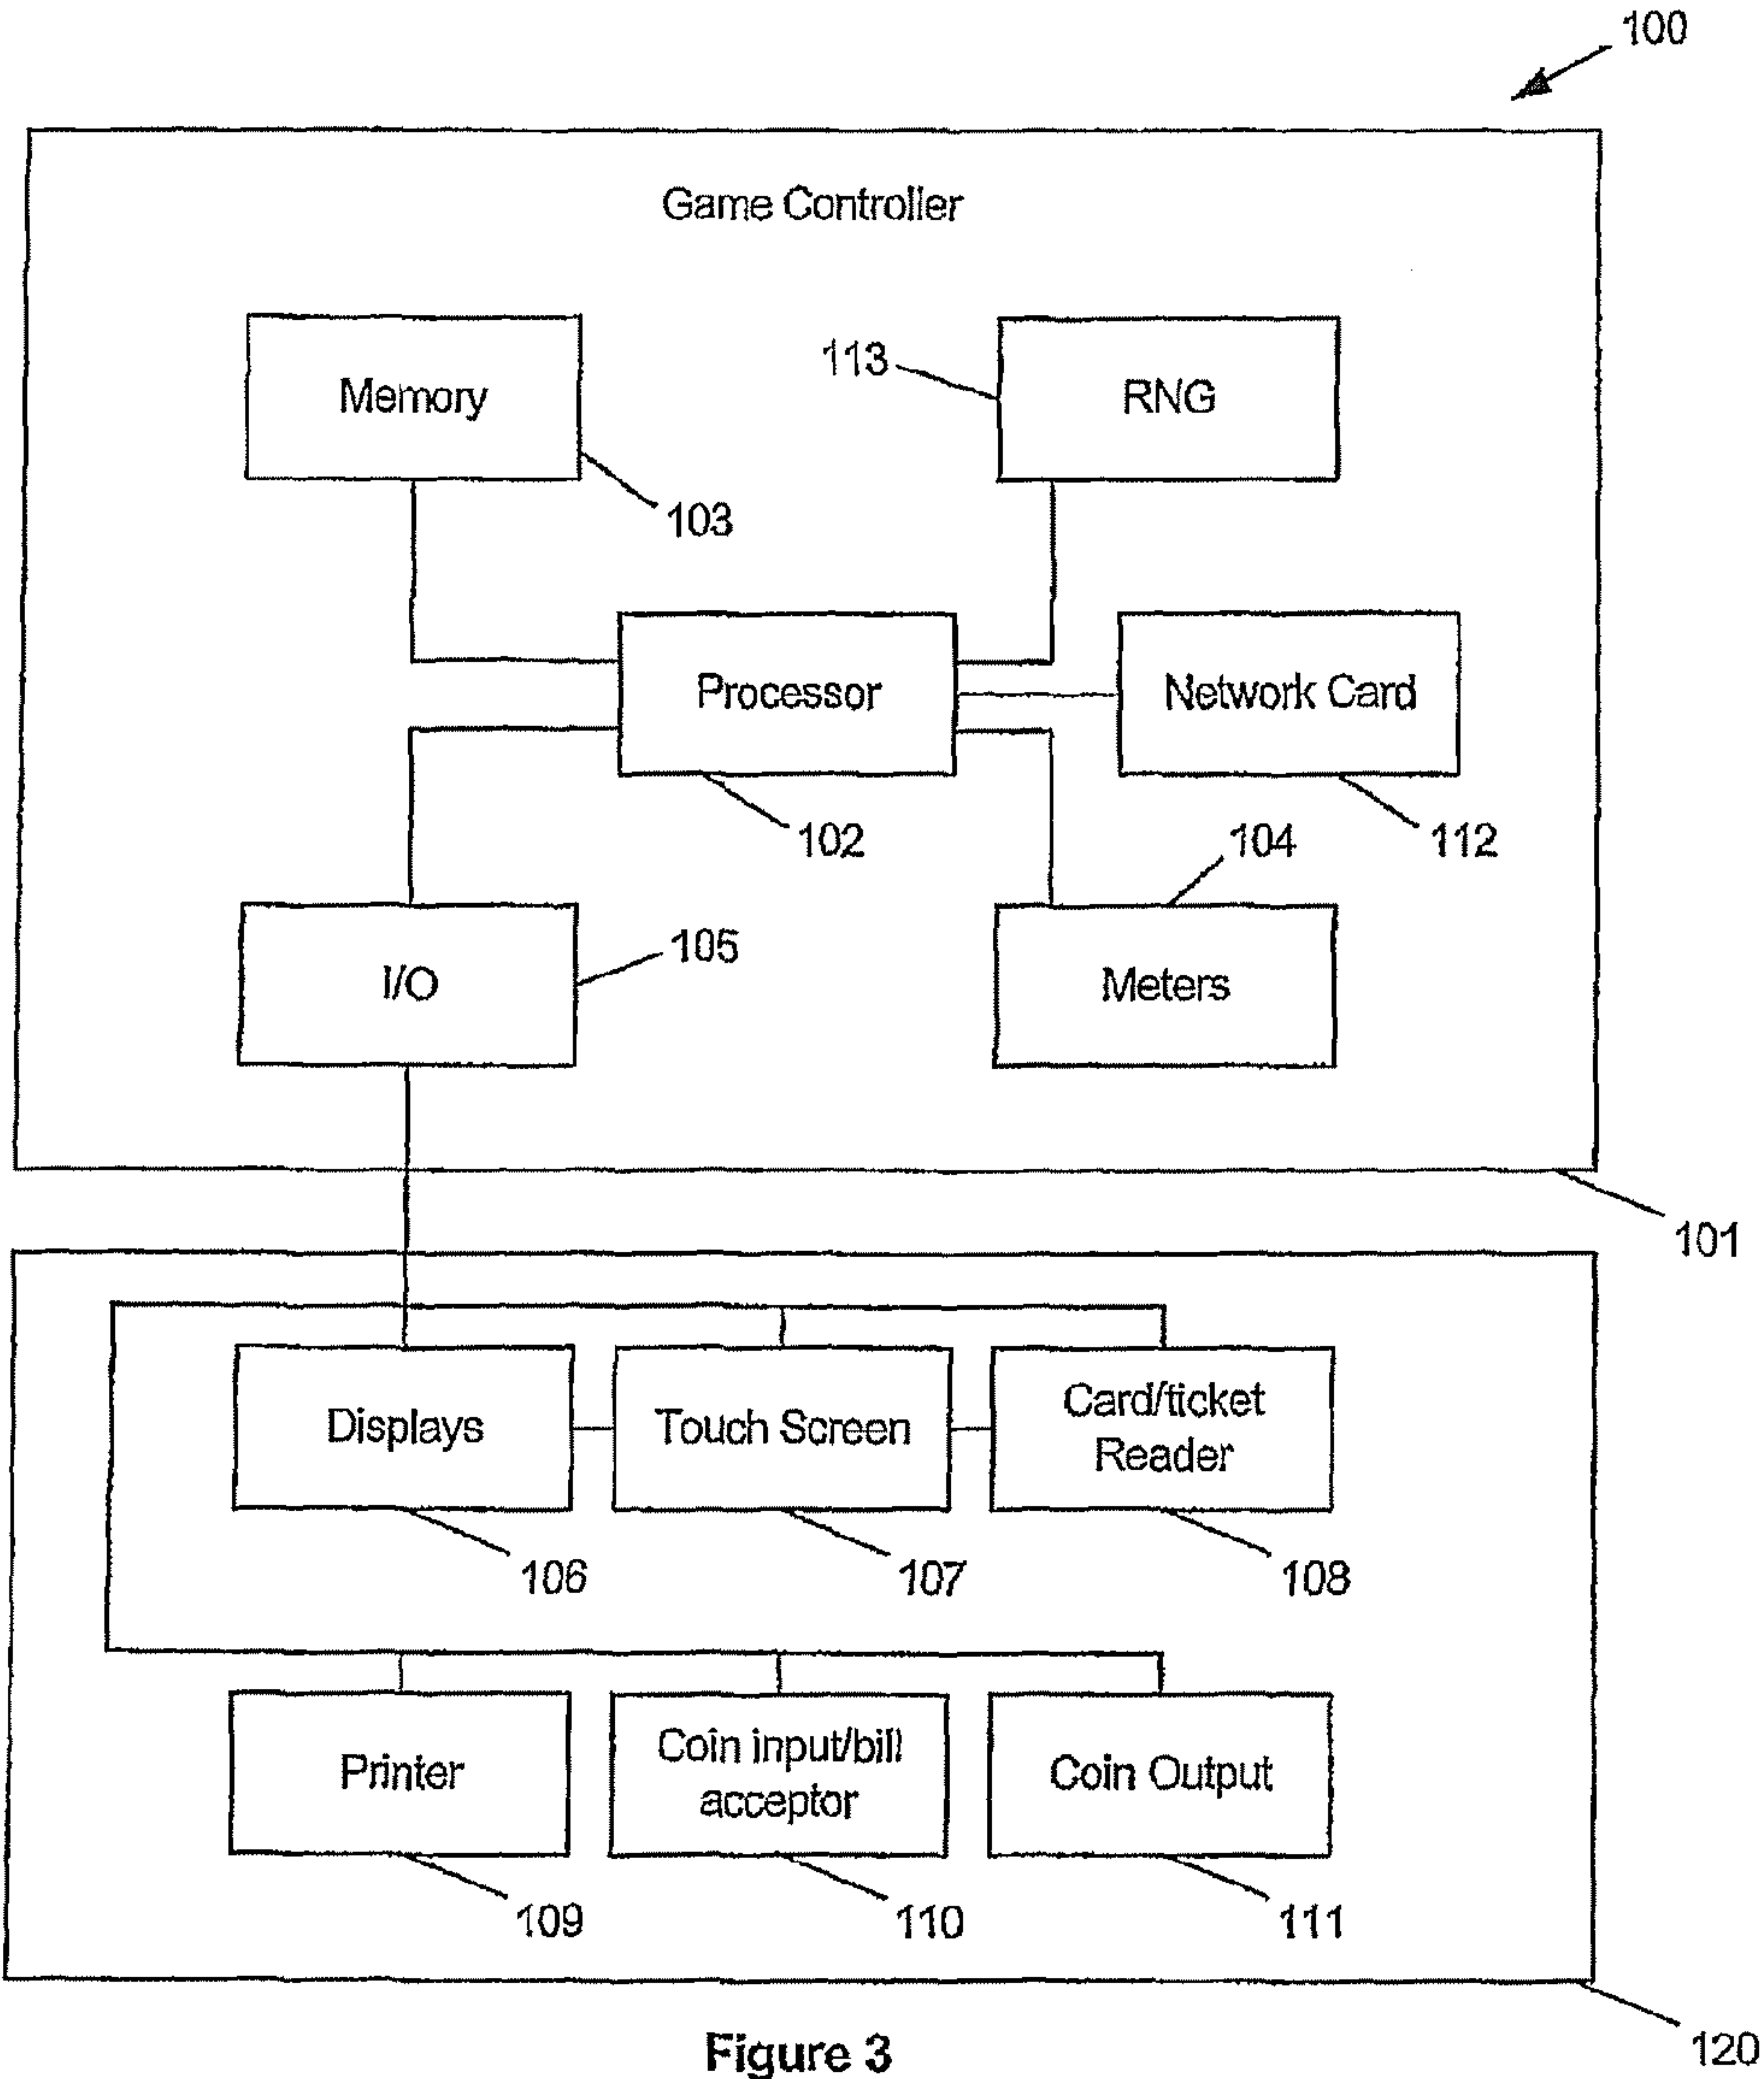 100
Game Controller
Memory
113
RNG
103
Processor
Network Card
102
104
112
I/O
105
Meters
101
Displays
Touch Screen
Card/ticket
Reader
106
107
108
Printer
Coin input/bill
acceptor
Coin Output
109
110
111
120
Figure 3